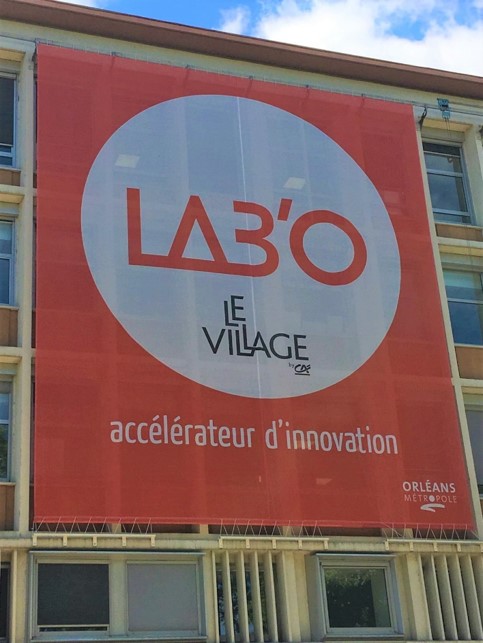 LAB'O
LE
VILLAGE
by CA
accélérateur d'innovation
ORLÉANS
MÉTROPOLE